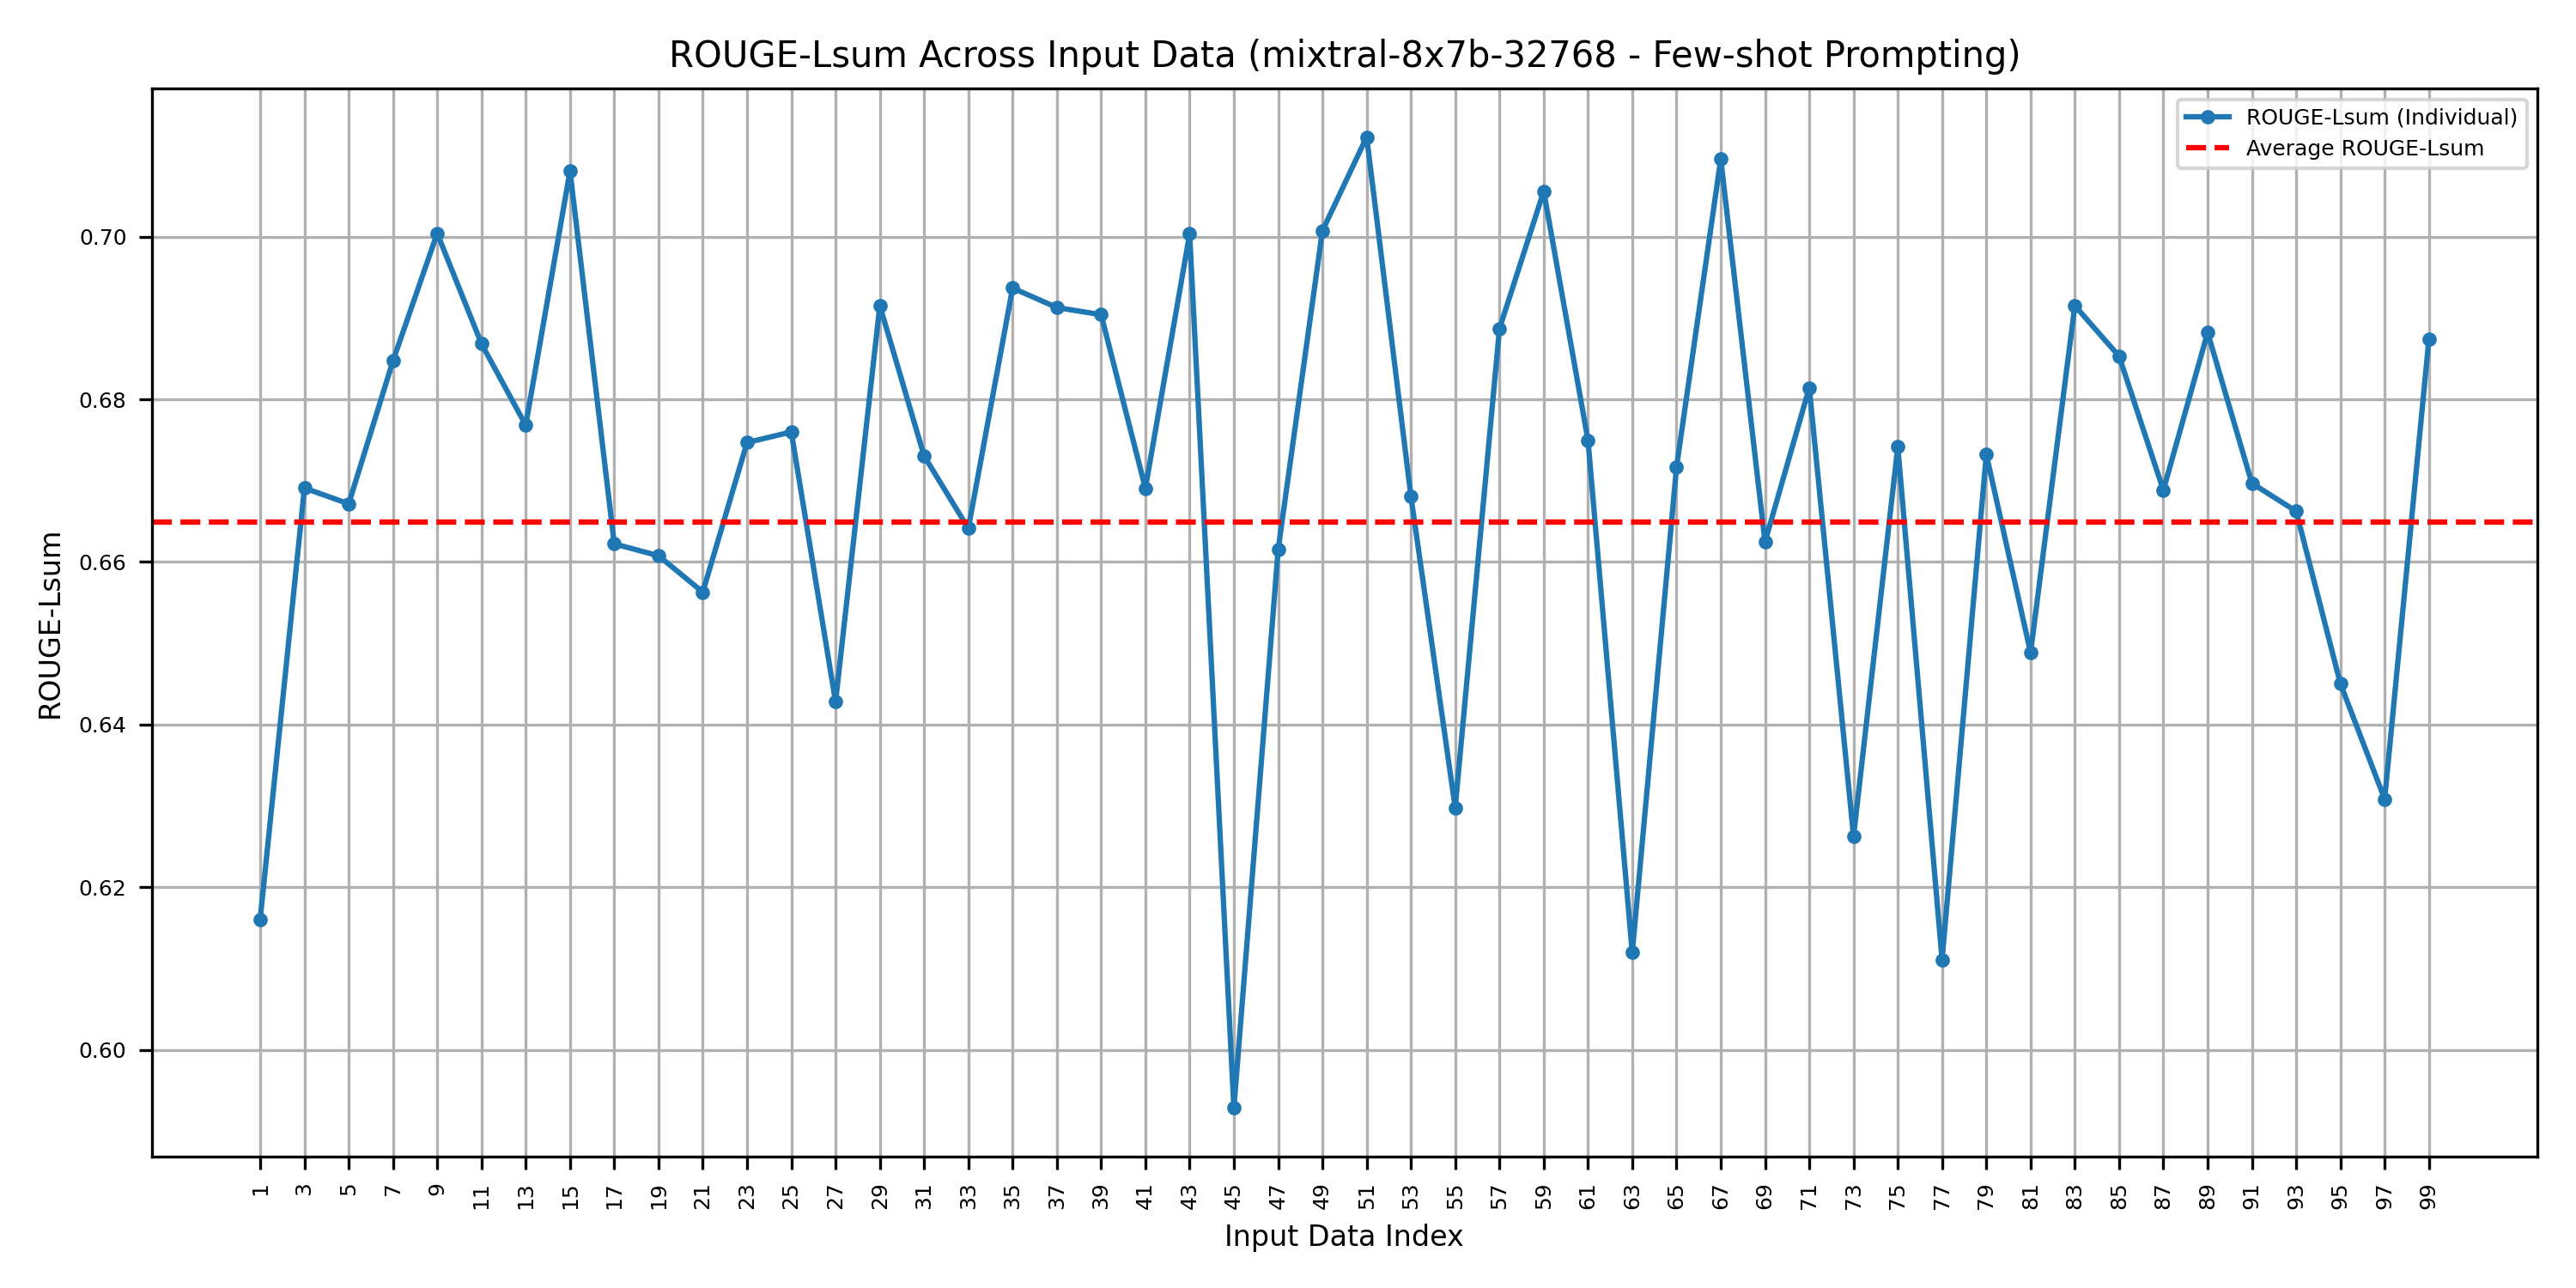 ROUGE-Lsum Across Input Data (mixtral-8x7b-32768 - Few-shot Prompting)
ROUGE-Lsum (Individual)
Average ROUGE-Lsum
ROUGE-Lsum
0.70
0.68
0.66
0.64
0.62
0.60
1 3 5 7 9 11 13 15 17 19 21 23 25 27 29 31 33 35 37 39 41 43 45 47 49 51 53 55 57 59 61 63 65 67 69 71 73 75 77 79 81 83 85 87 89 91 93 95 97 99
Input Data Index